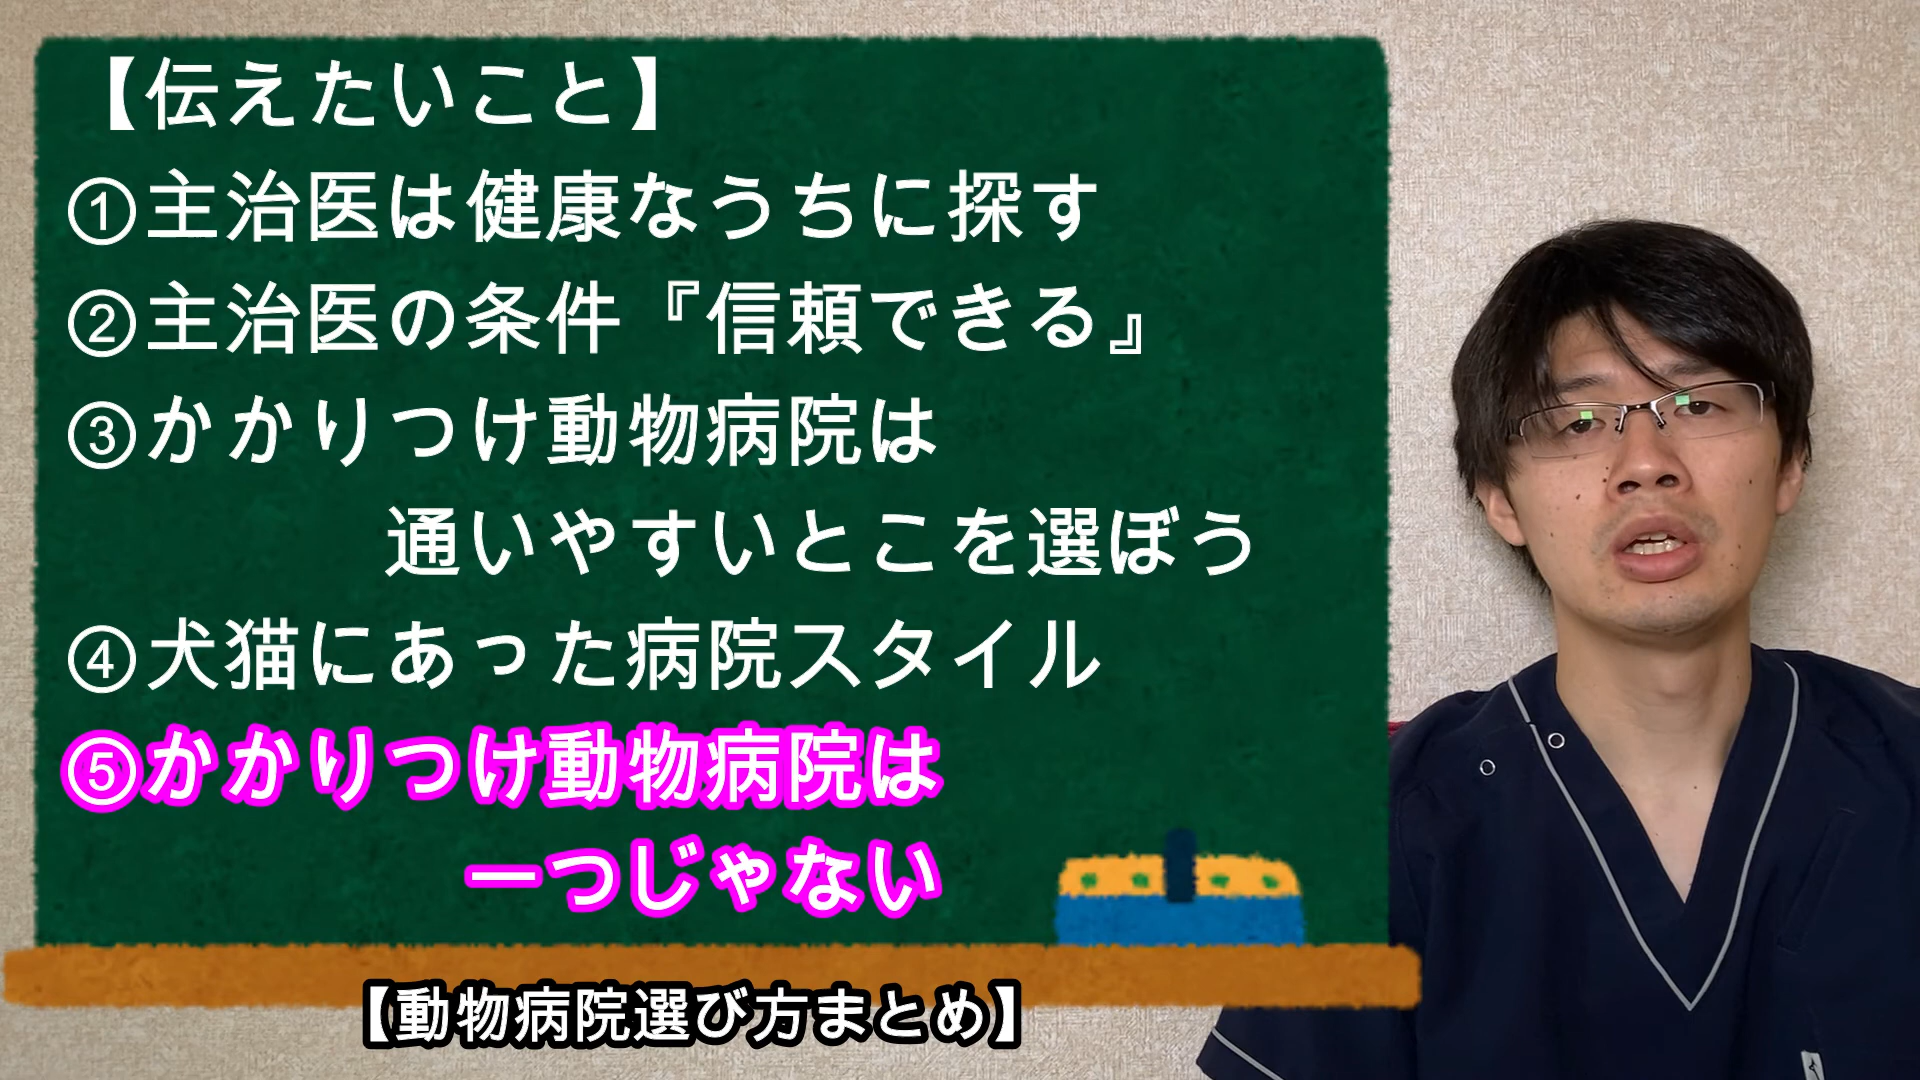 【伝えたいこと】
①主治医は健康なうちに探す
②主治医の条件『信頼できる』
③かかりつけ動物病院は
通いやすいとこを選ぼう
④犬猫にあった病院スタイル
⑤かかりつけ動物病院は
一つじゃない
【動物病院選び方まとめ】